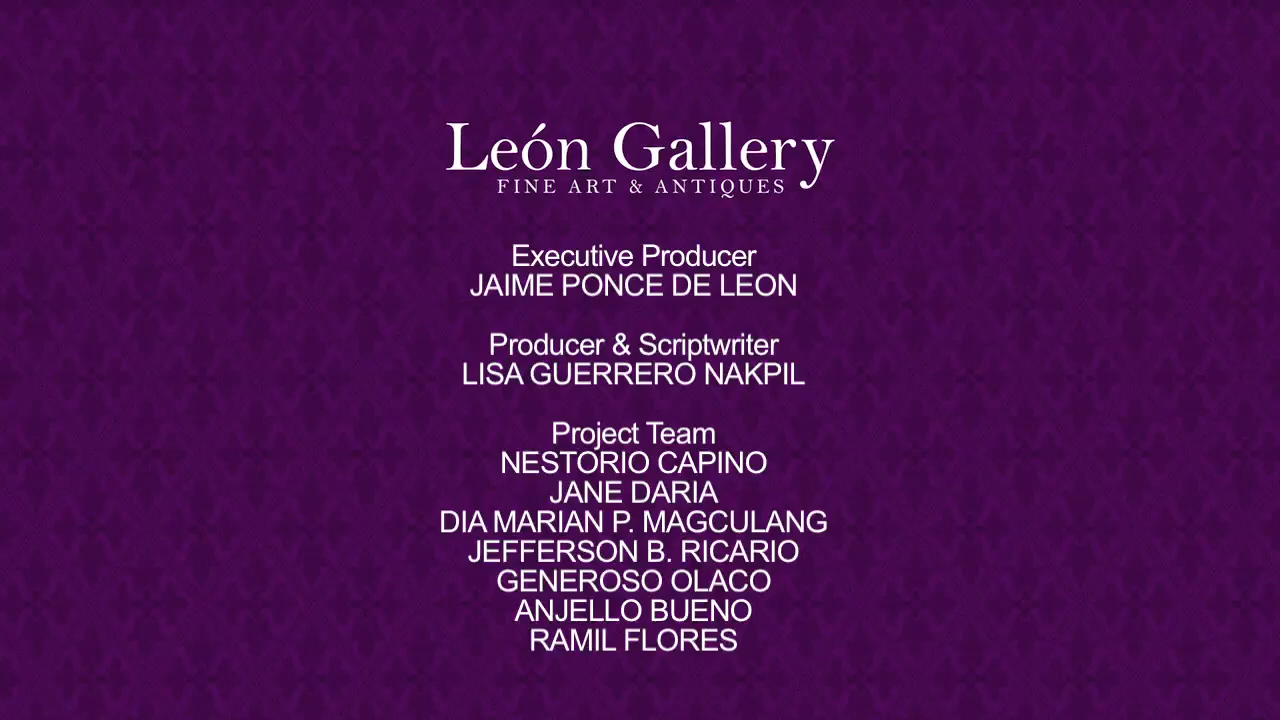 León Gallery
FINE ART & ANTIQUES
Executive Producer
JAIME PONCE DE LEON
Producer & Scriptwriter
LISA GUERRERO NAKPIL
Project Team
NESTORIO CAPINO
JANE DARIA
DIA MARIAN P. MAGCULANG
JEFFERSON B. RICARIO
GENEROSO OLACO
ANJELLO BUENO
RAMIL FLORES